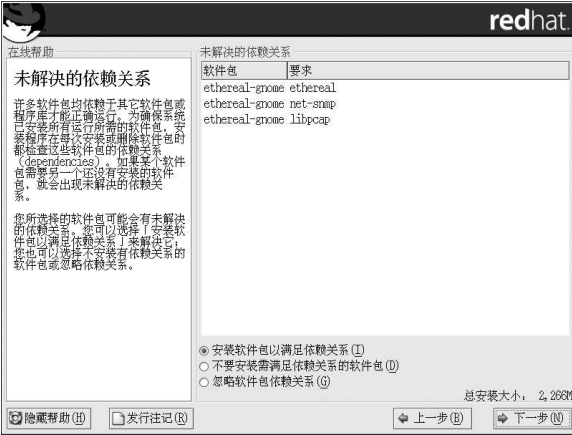 redhat.
在线帮助
未解决的依赖关系
许多软件包均依赖于其它软件包或
程序库才能正确运行。为确保系统
已安装所有运行所需的软件包，安
装程序在每次安装或删除软件包时
都检查这些软件包的依赖关系
（dependencies）。如果某个软件
包需要另一个还没有安装的软件
包，就会出现未解决的依赖关
系。
您所选择的软件包可能会有未解决
的依赖关系。您可以选择「安装软
件包以满足依赖关系」来解决它；
您也可以选择不安装有依赖关系的
软件包或忽略依赖关系。
未解决的依赖关系
软件包 要求
ethereal-gnome ethereal
ethereal-gnome net-snmp
ethereal-gnome libpcap
安装软件包以满足依赖关系(I)
不要安装需满足依赖关系的软件包(D)
忽略软件包依赖关系(G)
总安装大小： 2,266M
隐藏帮助(H) 发行注记(R) 上一步(B) 下一步(N)